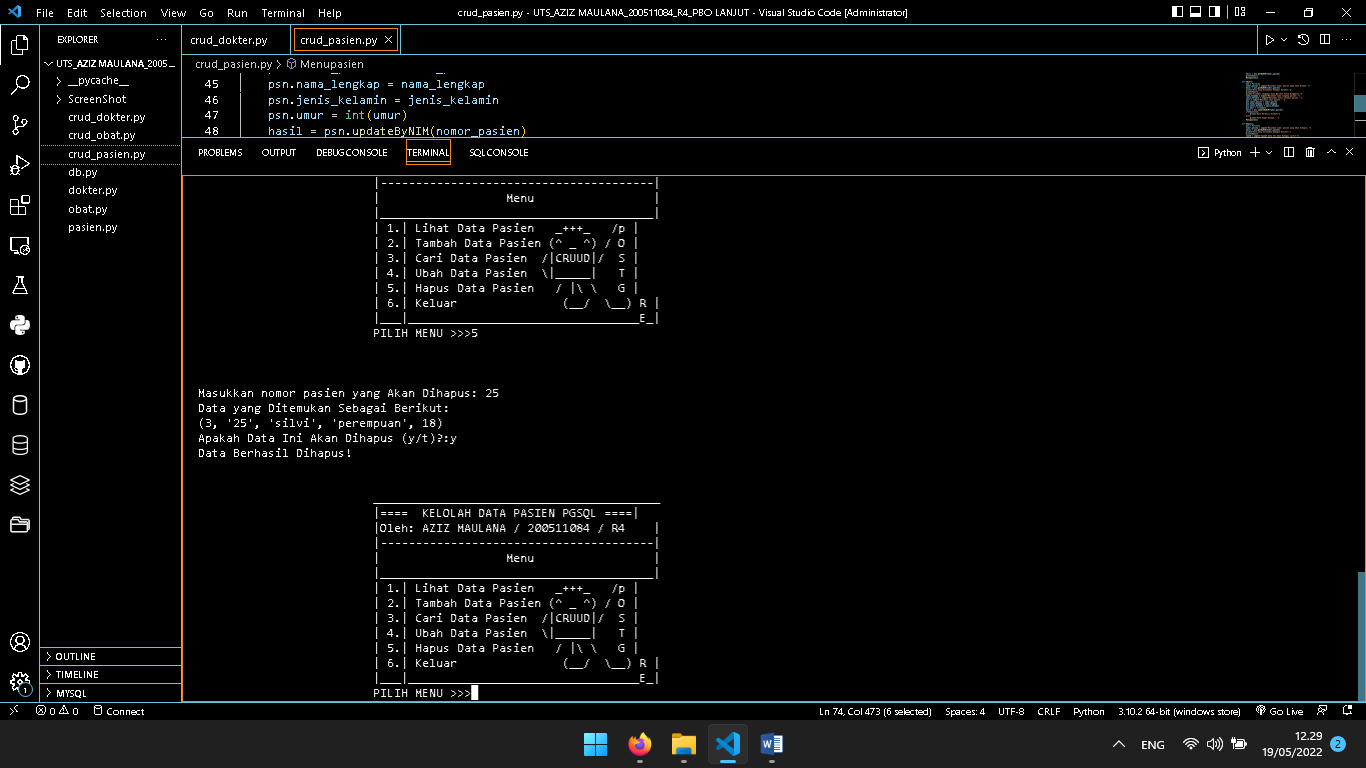 File Edit Selection View Go Run Terminal Help crud_pasien.py - UTS_AZIZ MAULANA_200511084_R4_PBO LANJUT - Visual Studio Code [Administrator]
EXPLORER ···
UTS_AZIZ MAULANA_2005...
__pycache__
ScreenShot
crud_dokter.py
crud_obat.py
crud_pasien.py
db.py
dokter.py
obat.py
pasien.py
OUTLINE
TIMELINE
MYSQL
crud_dokter.py crud_pasien.py
crud_pasien.py > Menupasien
45 psn.nama_lengkap = nama_lengkap
46 psn.jenis_kelamin = jenis_kelamin
47 psn.umur = int(umur)
48 hasil = psn.updateByNIM(nomor_pasien)
PROBLEMS OUTPUT DEBUG CONSOLE TERMINAL SQL CONSOLE Python
|---------------------------------------|
| Menu |
|_______________________________________|
| 1.| Lihat Data Pasien _+++_ /p |
| 2.| Tambah Data Pasien (^ _ ^) / O |
| 3.| Cari Data Pasien /|CRUUD|/ S |
| 4.| Ubah Data Pasien \|_____| T |
| 5.| Hapus Data Pasien / |\ \ G |
| 6.| Keluar (__/ \__) R |
|___|_________________________________E_|
PILIH MENU >>>5
Masukkan nomor pasien yang Akan Dihapus: 25
Data yang Ditemukan Sebagai Berikut:
(3, '25', 'silvi', 'perempuan', 18)
Apakah Data Ini Akan Dihapus (y/t)?:y
Data Berhasil Dihapus!
_________________________________________
|==== KELOLAH DATA PASIEN PGSQL ====|
|Oleh: AZIZ MAULANA / 200511084 / R4 |
|---------------------------------------|
| Menu |
|_______________________________________|
| 1.| Lihat Data Pasien _+++_ /p |
| 2.| Tambah Data Pasien (^ _ ^) / O |
| 3.| Cari Data Pasien /|CRUUD|/ S |
| 4.| Ubah Data Pasien \|_____| T |
| 5.| Hapus Data Pasien / |\ \ G |
| 6.| Keluar (__/ \__) R |
|___|_________________________________E_|
PILIH MENU >>>
1
0 0 Connect Ln 74, Col 473 (6 selected) Spaces: 4 UTF-8 CRLF Python 3.10.2 64-bit (windows store) Go Live
ENG 12.29
19/05/2022 2